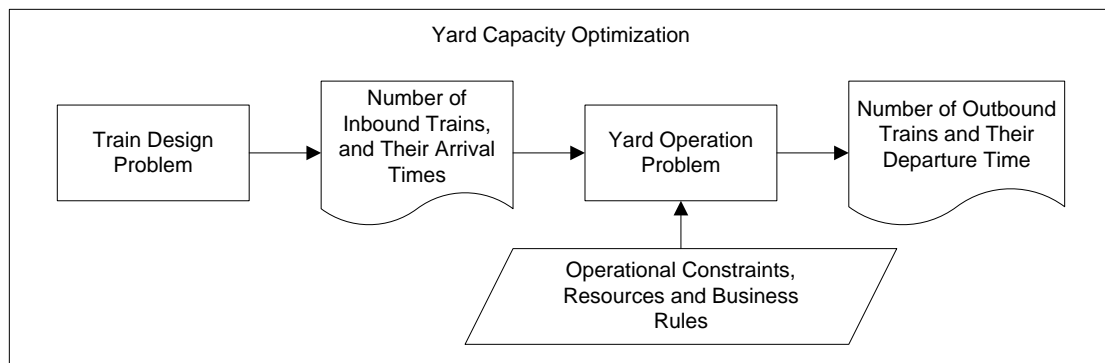 Yard Capacity Optimization
Train Design
Problem
Number of
Inbound Trains,
and Their Arrival
Times
Yard Operation
Problem
Number of Outbound
Trains and Their
Departure Time
Operational Constraints,
Resources and Business
Rules